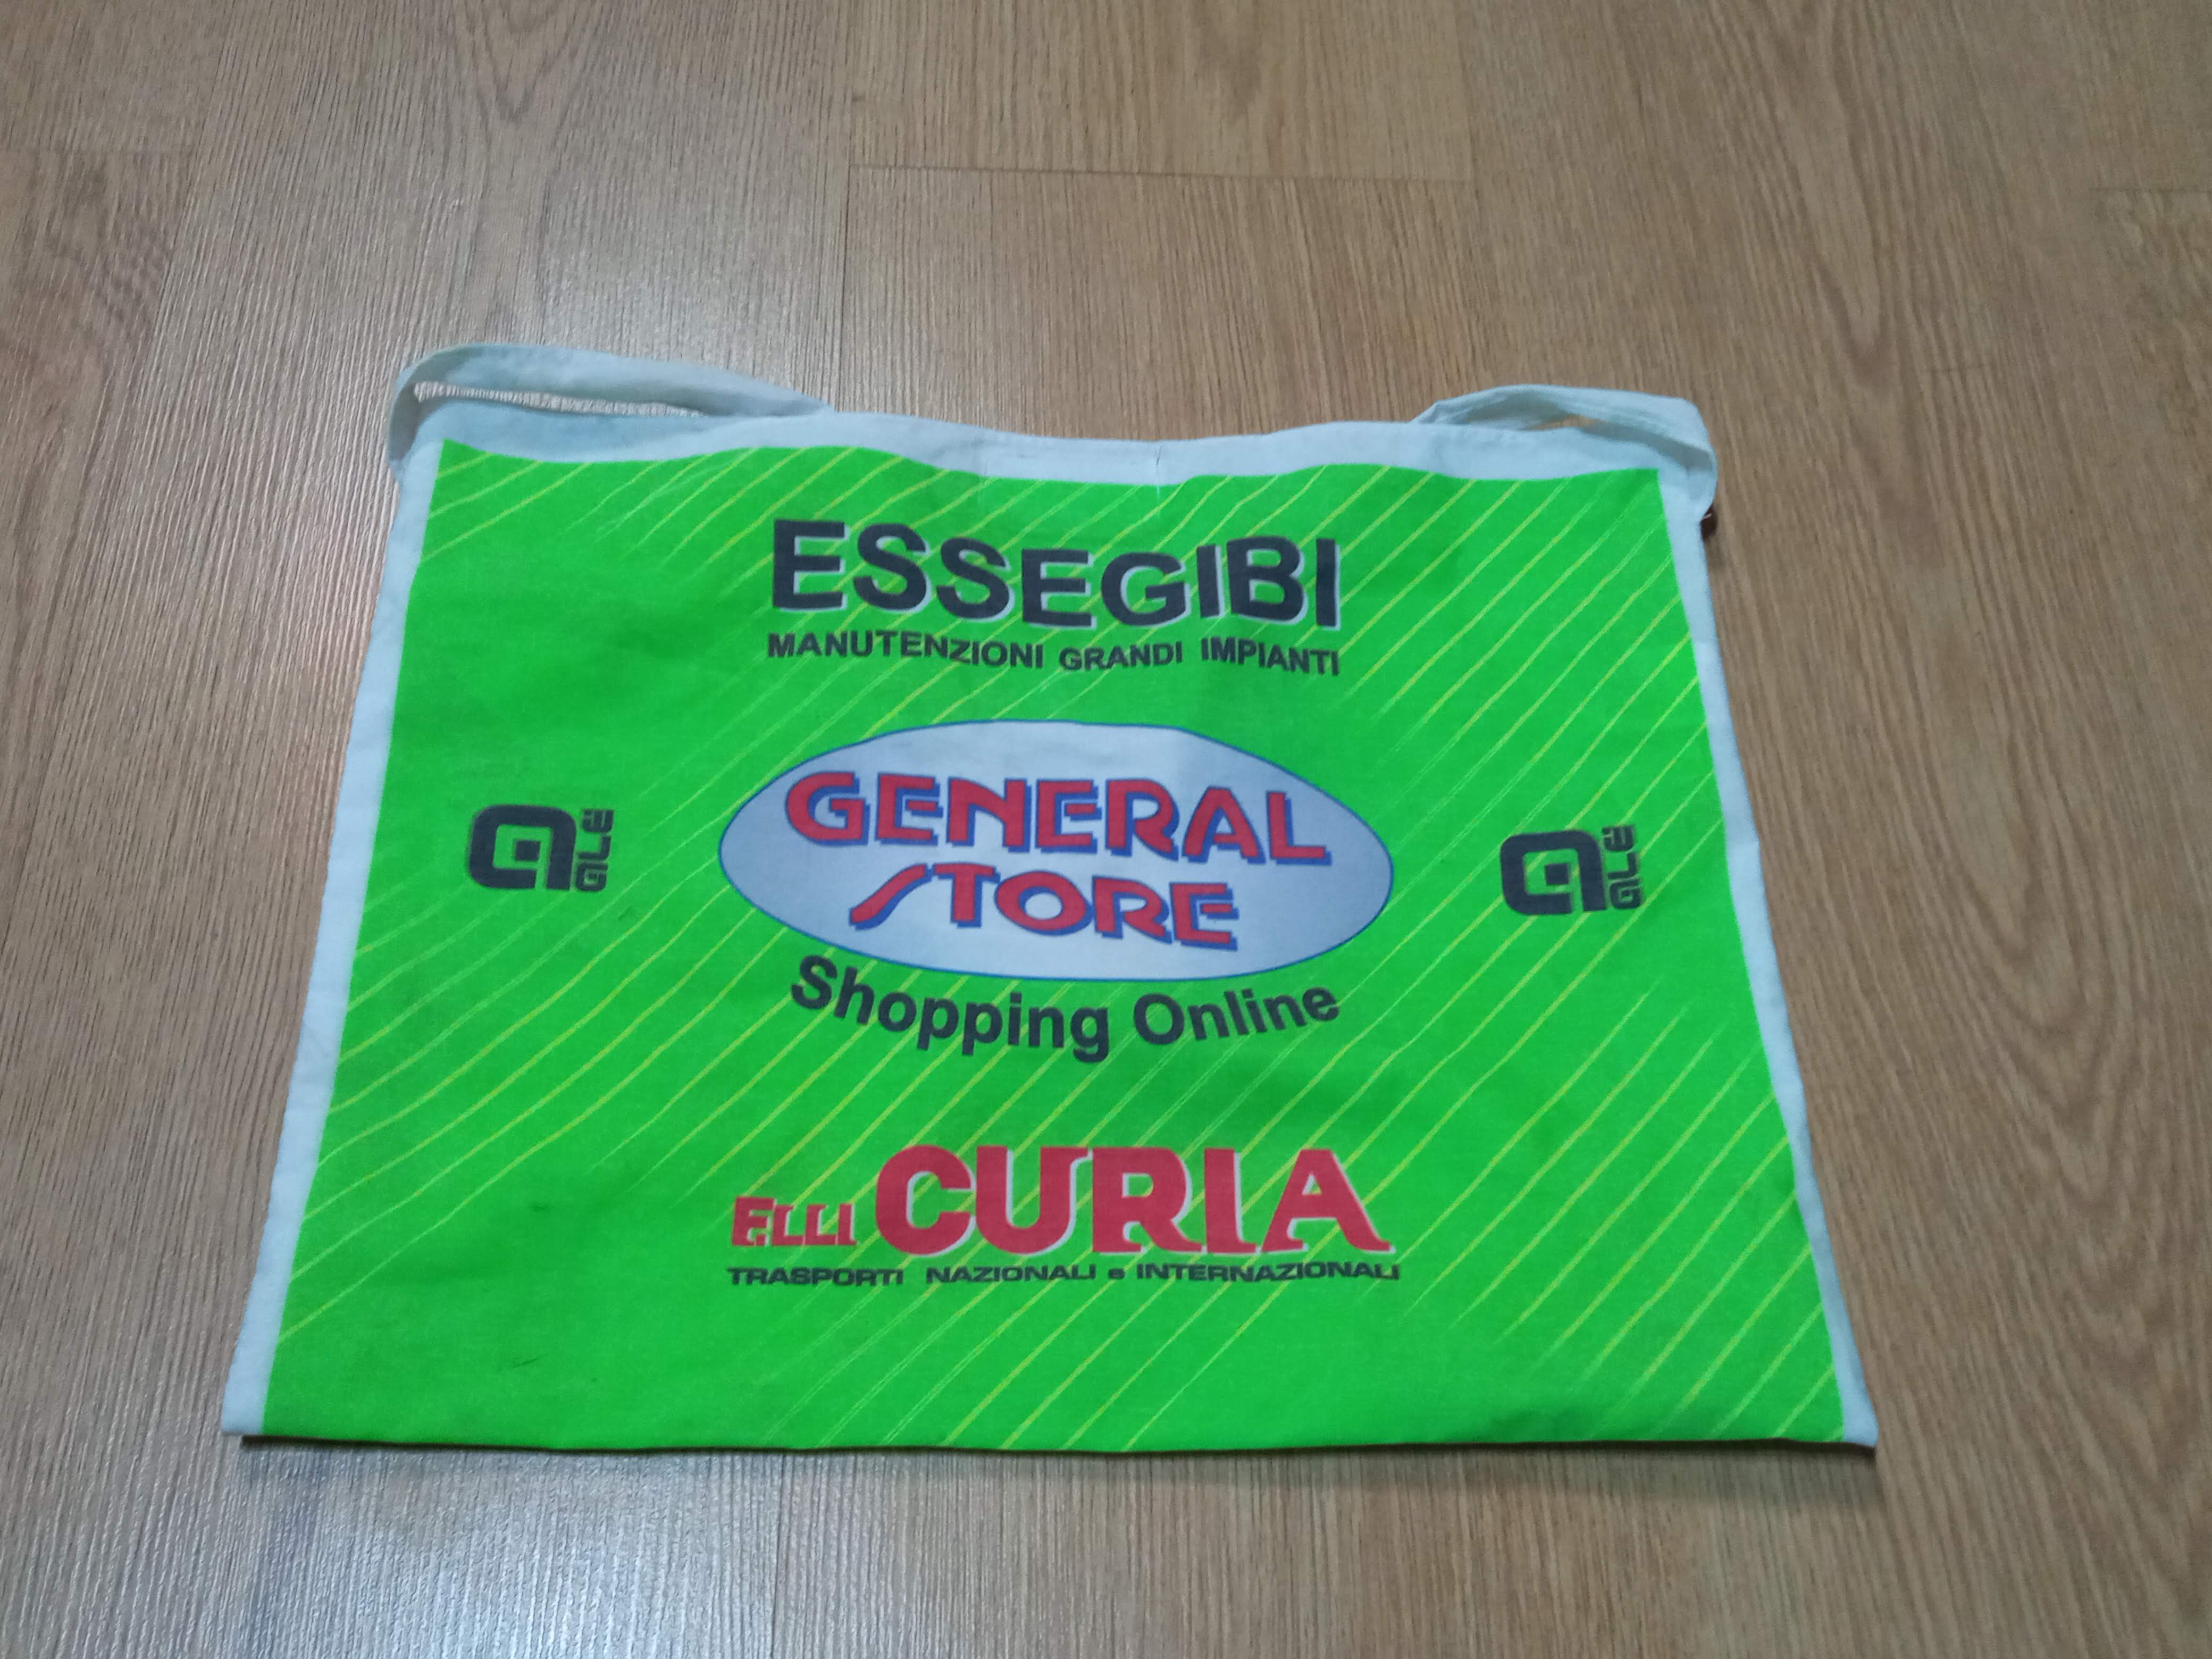 ESSEGIBI
MANUTENZIONI GRANDI IMPIANTI
GENERAL
STORE
alé
alé
Shopping Online
F.LLI CURIA
TRASPORTI NAZIONALI e INTERNAZIONALI